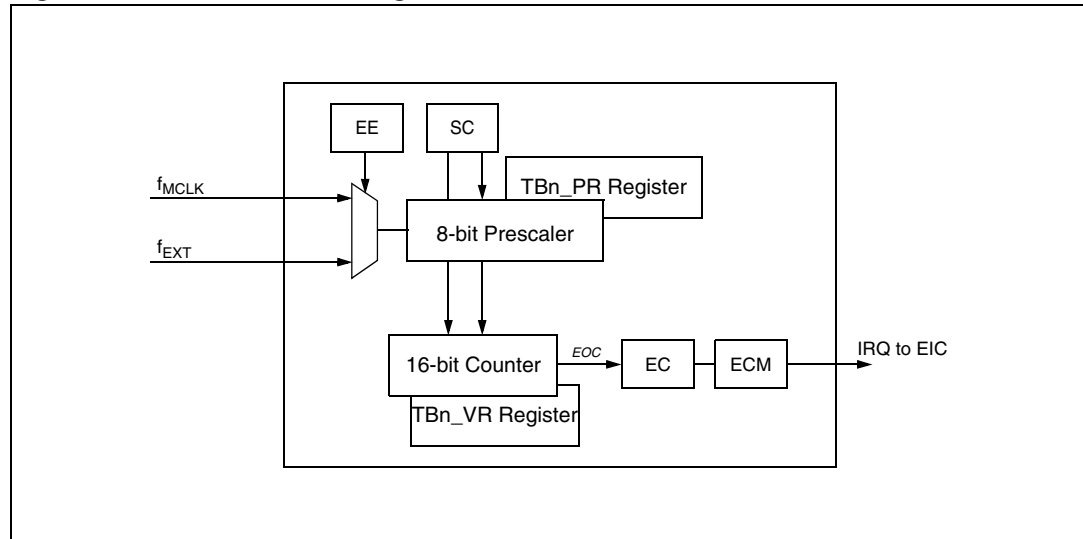 EE
SC
fMCLK
TBn_PR Register
8-bit Prescaler
fEXT
16-bit Counter
EOC
EC
ECM
IRQ to EIC
TBn_VR Register